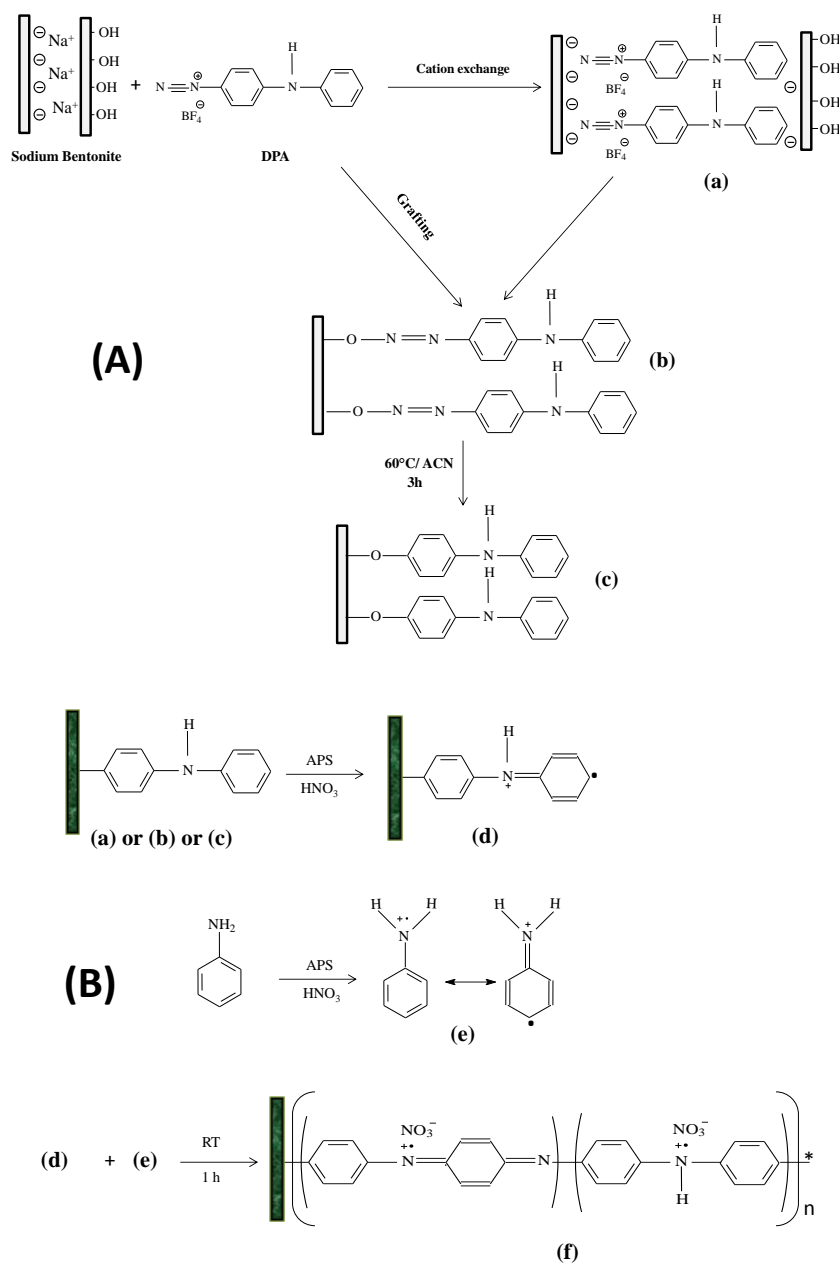 Na⁺
Na⁺
Na⁺
OH
OH
OH
OH
Sodium Bentonite
+
N≡N⊕
BF₄⊖
H
N
DPA
Cation exchange
N≡N⊕
BF₄⊖
H
N
N≡N⊕
BF₄⊖
H
N
OH
OH
OH
OH
(a)
Grafting
(A)
H
O N N N
H
O N N N
(b)
60°C/ ACN
3h
H
O N
H
O N
(c)
H
N
(a) or (b) or (c)
APS
HNO₃
H
N
+
(d)
(B)
NH₂
APS
HNO₃
H H
+•
N
H H
+
N
(e)
(d) + (e)
RT
1 h
NO₃⁻
+•
N N
NO₃⁻
+•
N
H
*
n
(f)